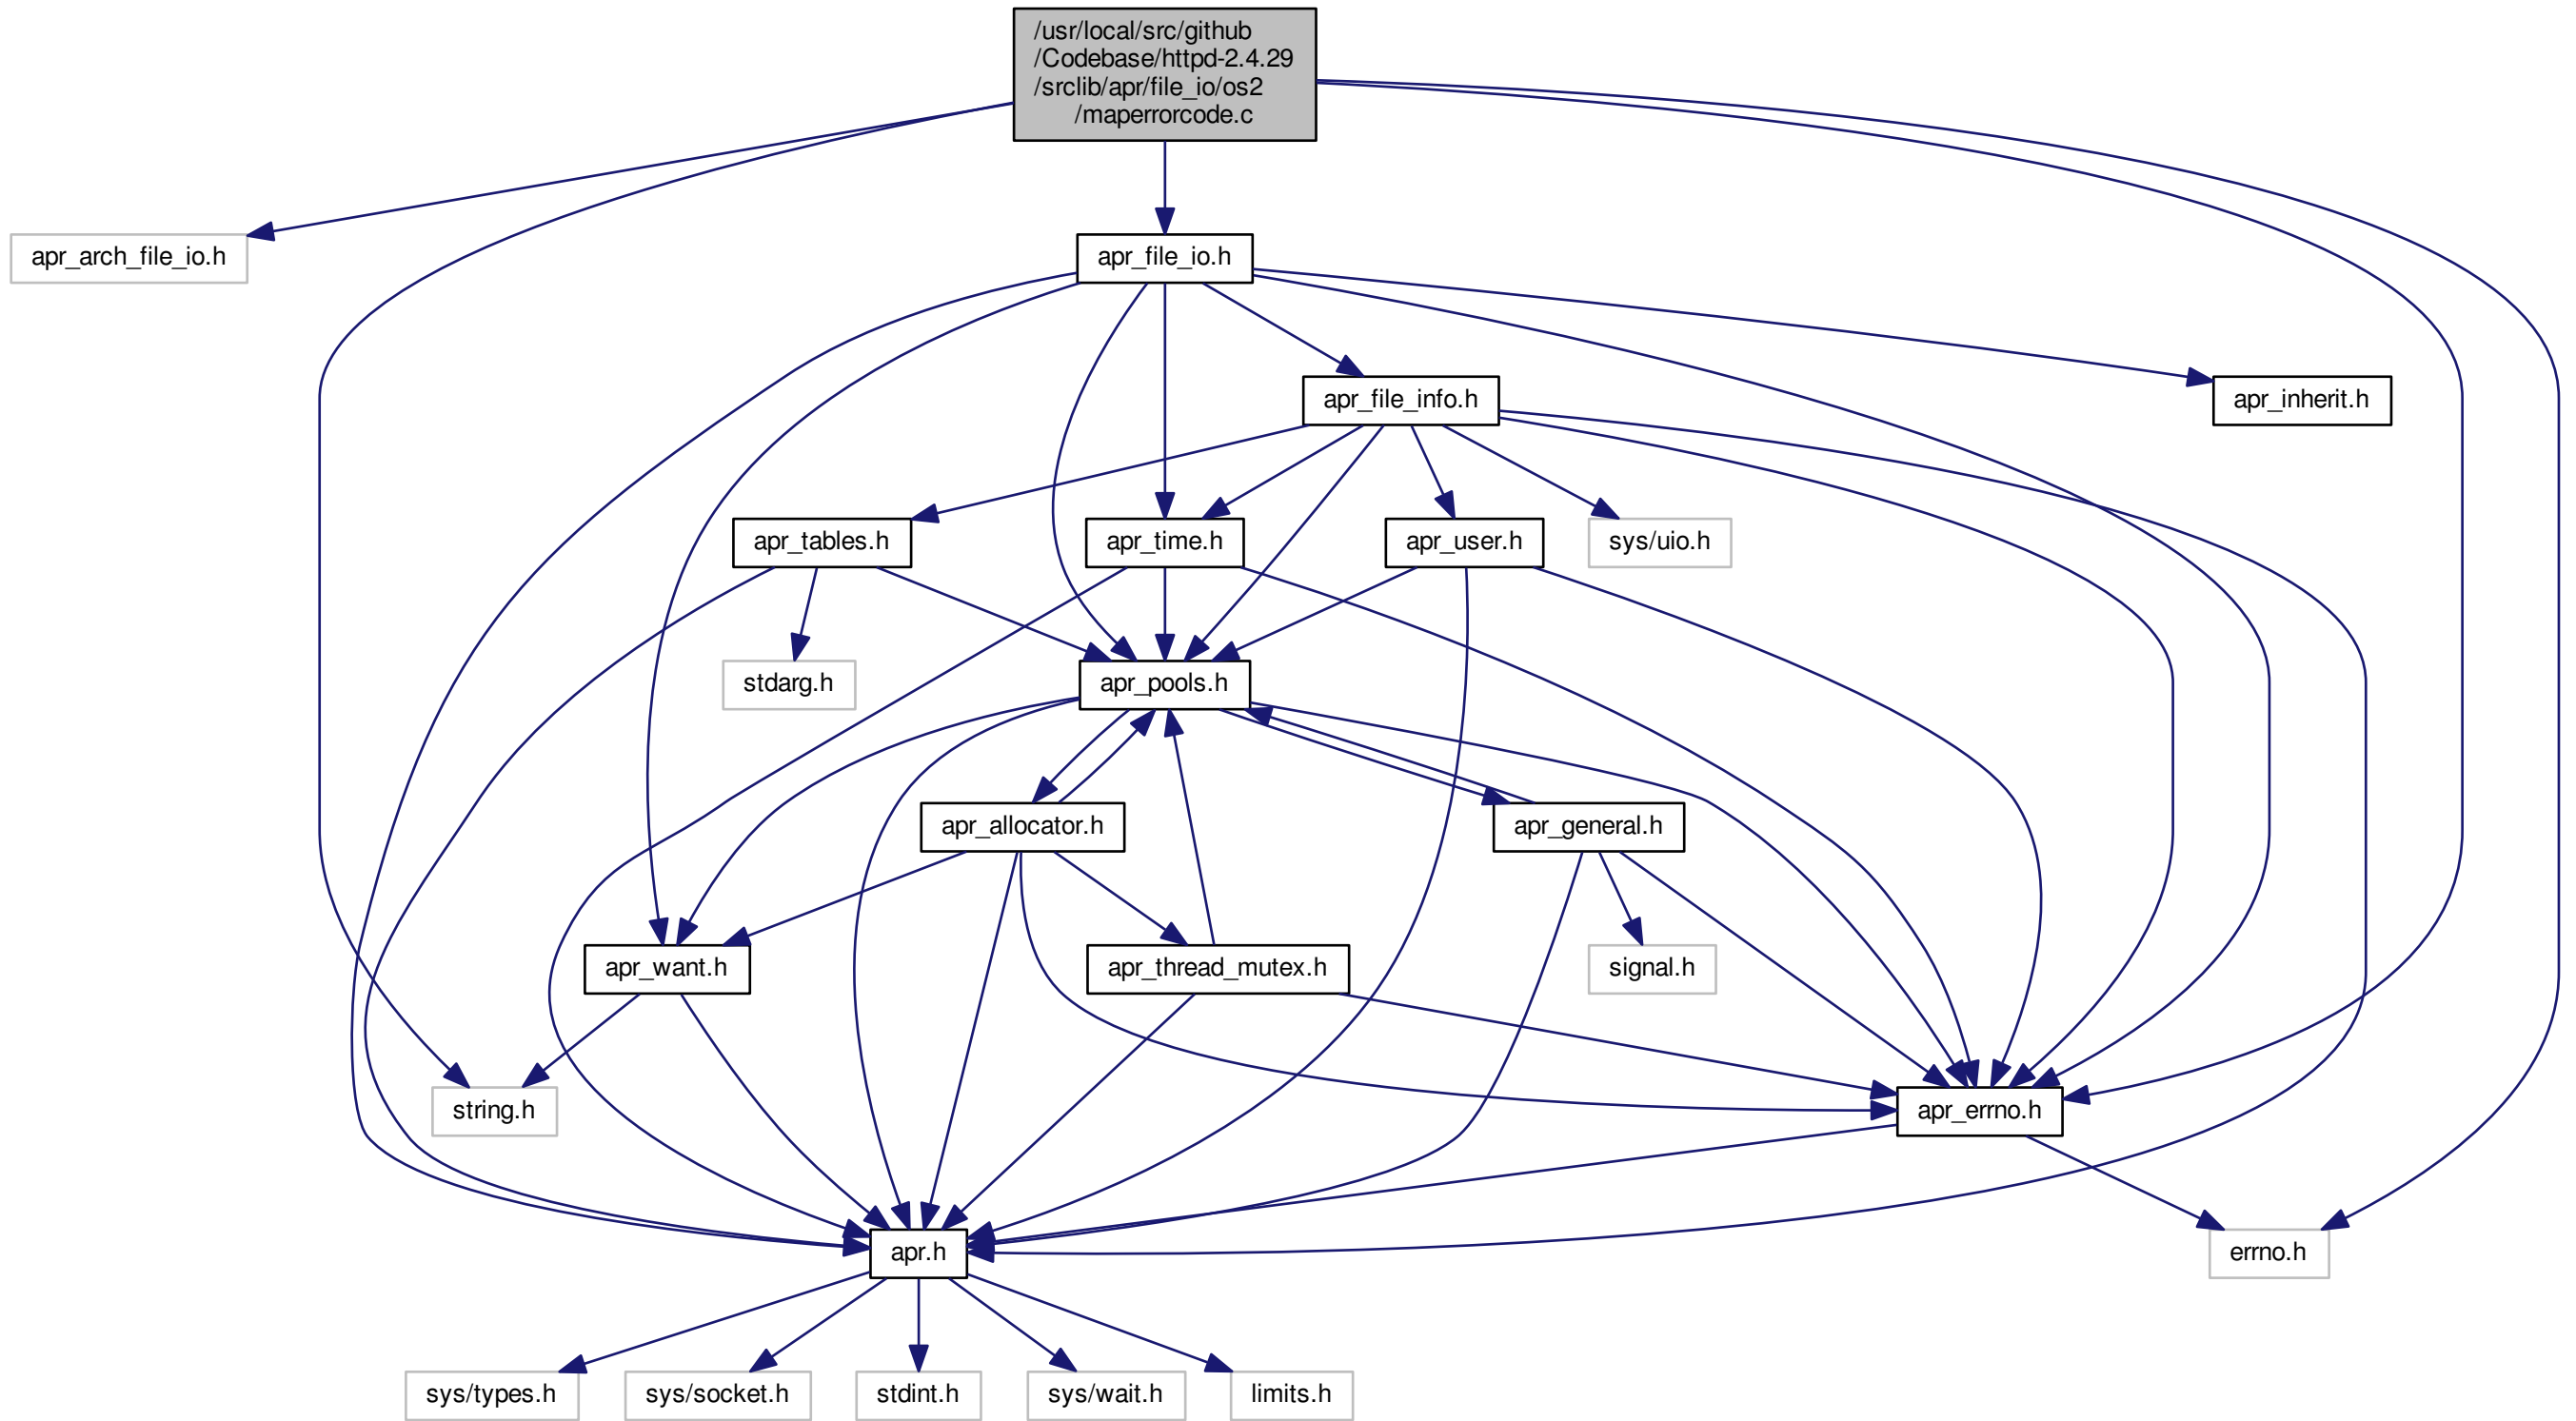 /usr/local/src/github
/Codebase/httpd-2.4.29
/srclib/apr/file_io/os2
/maperrorcode.c
apr_arch_file_io.h
apr_file_io.h
apr_file_info.h
apr_inherit.h
apr_tables.h
apr_time.h
apr_user.h
sys/uio.h
stdarg.h
apr_pools.h
apr_allocator.h
apr_general.h
apr_want.h
apr_thread_mutex.h
signal.h
string.h
apr_errno.h
apr.h
errno.h
sys/types.h
sys/socket.h
stdint.h
sys/wait.h
limits.h